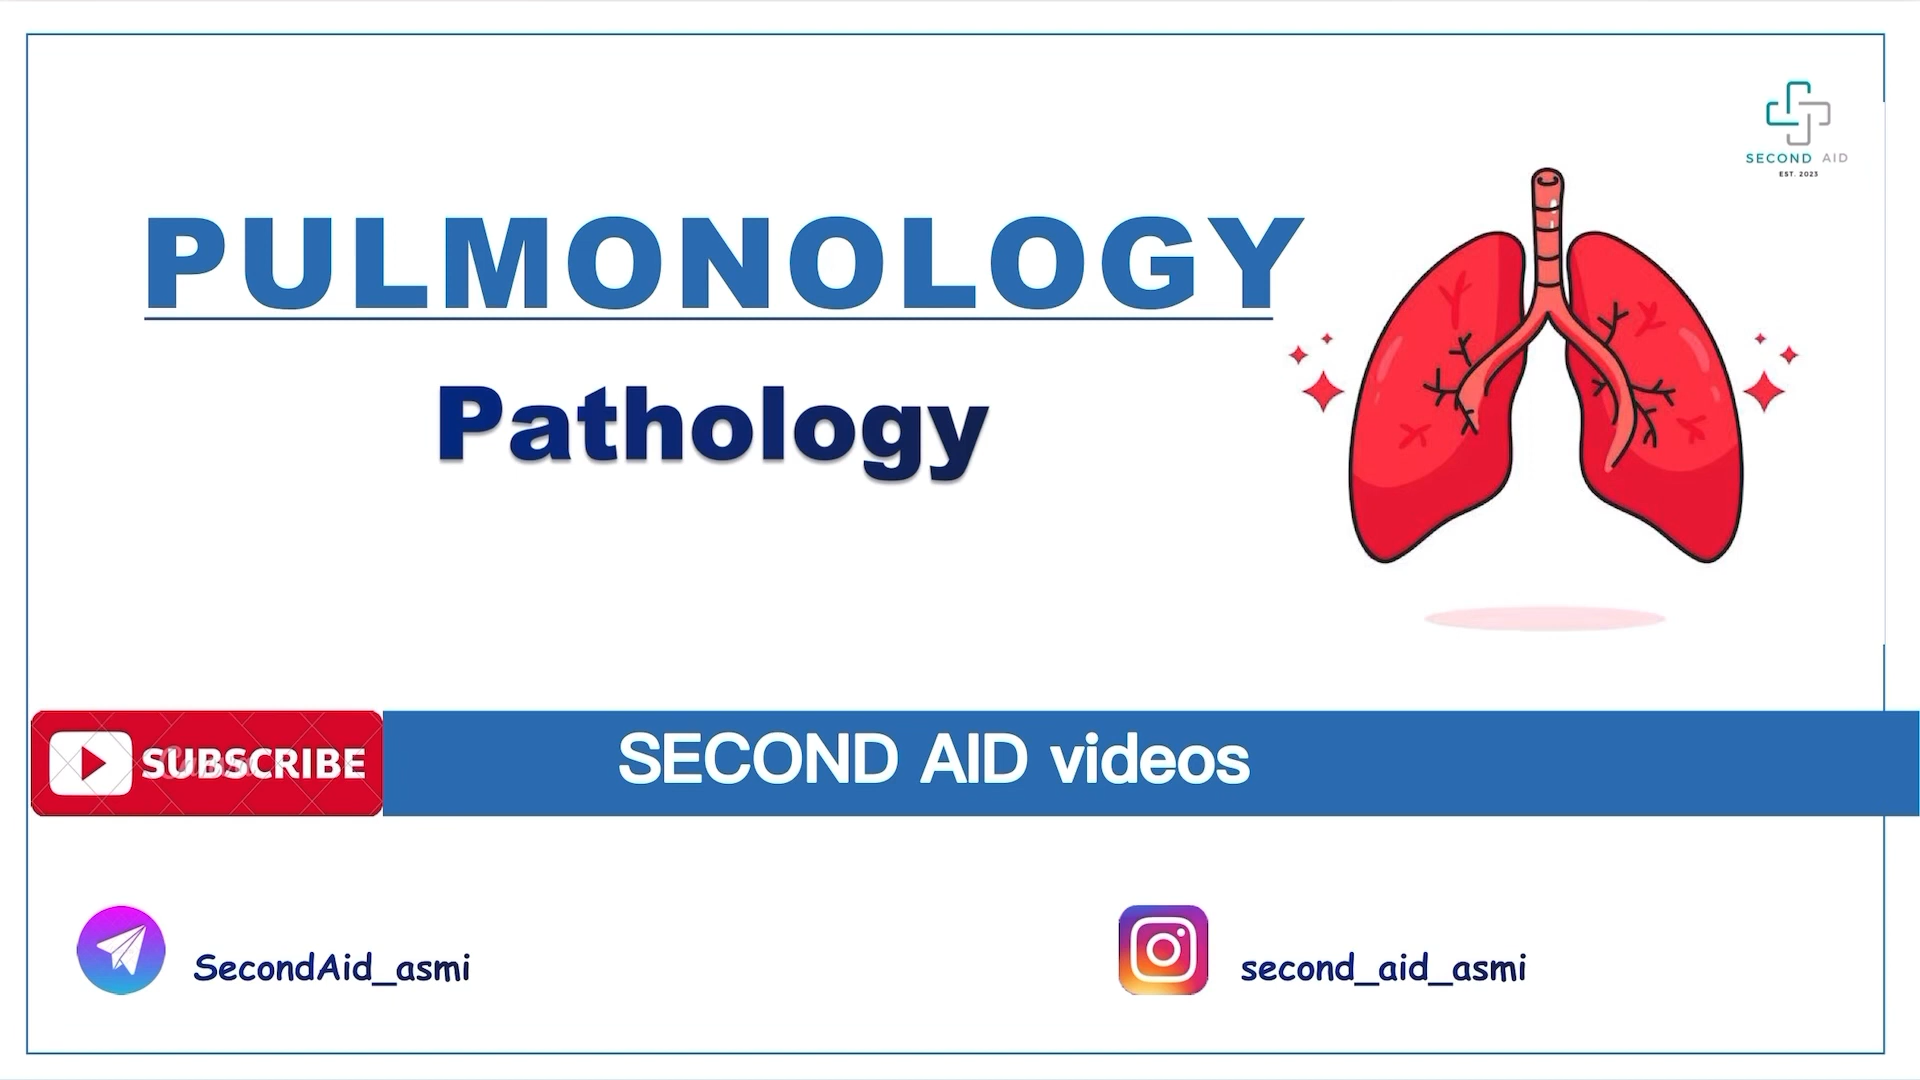 SECOND AID
EST. 2023
PULMONOLOGY
Pathology
SUBSCRIBE
SECOND AID videos
SecondAid_asmi
second_aid_asmi